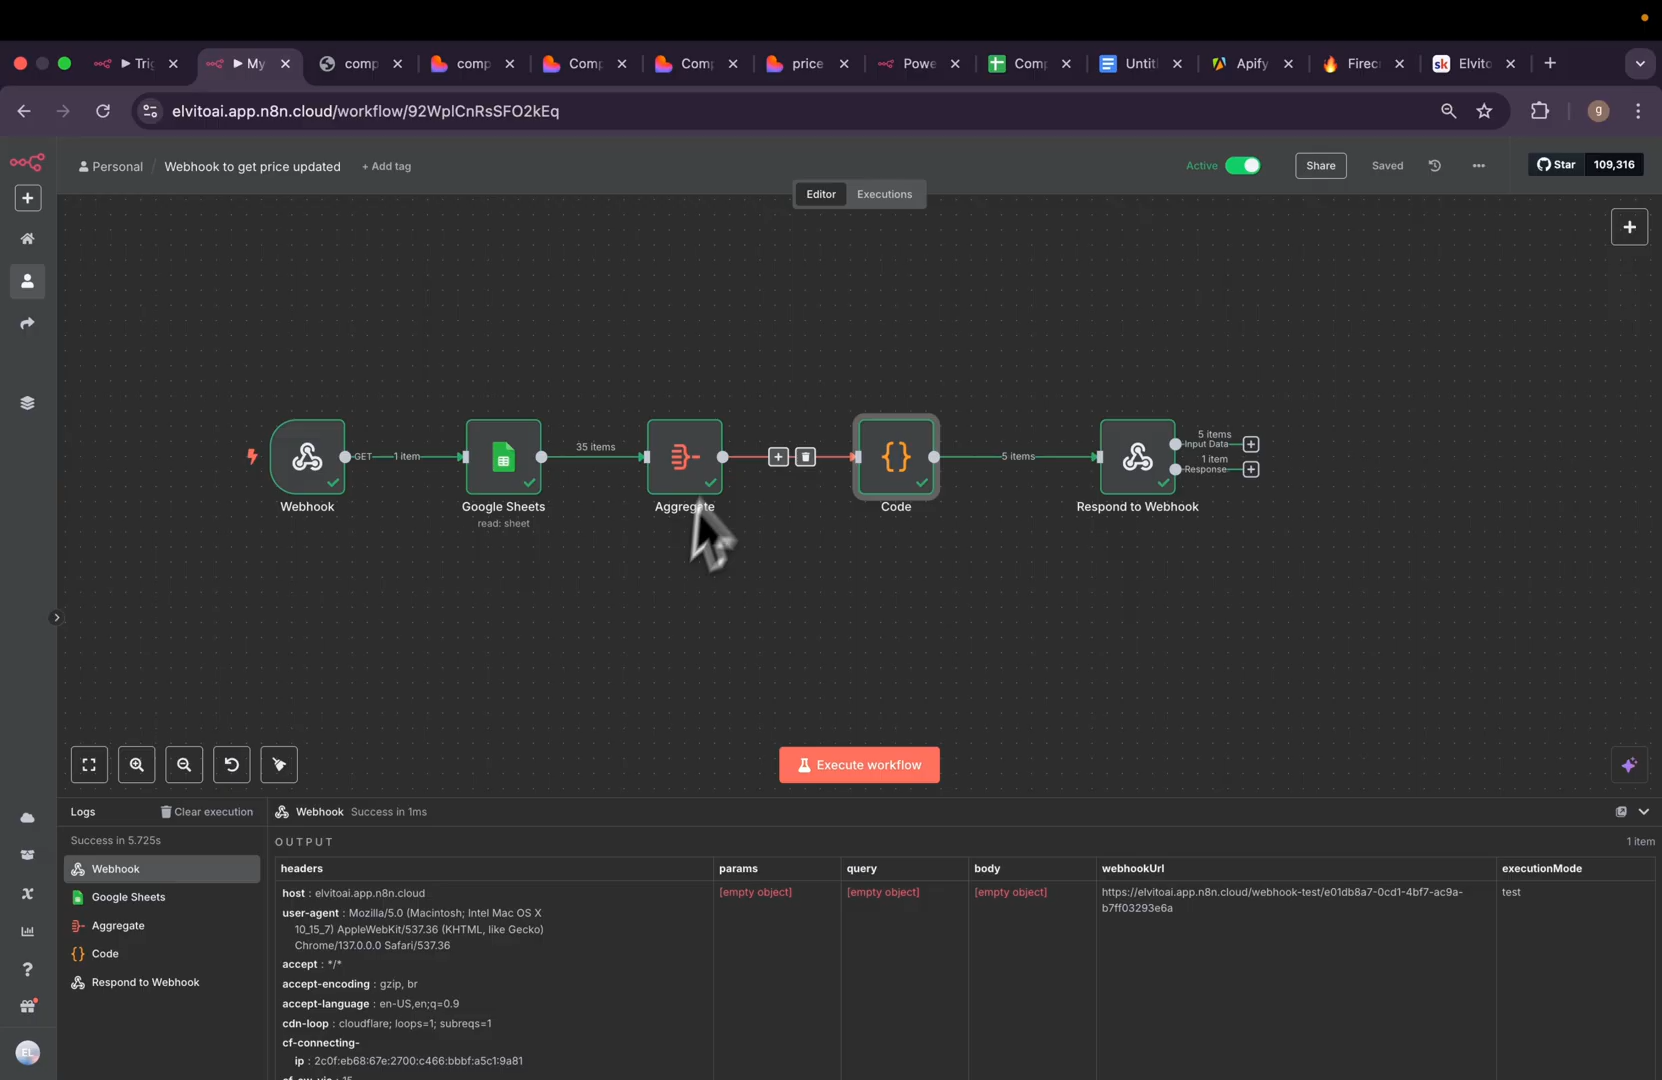 Trig
My
comp
comp
Comp
Comp
price
Powe
Comp
Untitl
Apify
Firec
Elvito
elvitoai.app.n8n.cloud/workflow/92WplCnRsSFO2kEq
Personal / Webhook to get price updated + Add tag
Active
Share
Saved
Star 109,316
Editor Executions
GET 1 item
35 items
5 items
5 items
Input Data
1 item
Response
Webhook
Google Sheets
read: sheet
Aggregate
Code
Respond to Webhook
Execute workflow
Logs
Clear execution
Webhook Success in 1ms
Success in 5.725s
OUTPUT
1 item
Webhook
Google Sheets
Aggregate
Code
Respond to Webhook
headers params query body webhookUrl executionMode
host : elvitoai.app.n8n.cloud
[empty object] [empty object] [empty object]
https://elvitoai.app.n8n.cloud/webhook-test/e01db8a7-0cd1-4bf7-ac9a-
b7ff03293e6a
test
user-agent : Mozilla/5.0 (Macintosh; Intel Mac OS X
10_15_7) AppleWebKit/537.36 (KHTML, like Gecko)
Chrome/137.0.0.0 Safari/537.36
accept : */*
accept-encoding : gzip, br
accept-language : en-US,en;q=0.9
cdn-loop : cloudflare; loops=1; subreqs=1
cf-connecting-
ip : 2c0f:eb68:67e:2700:c466:bbbf:a5c1:9a81
EL
g
sk